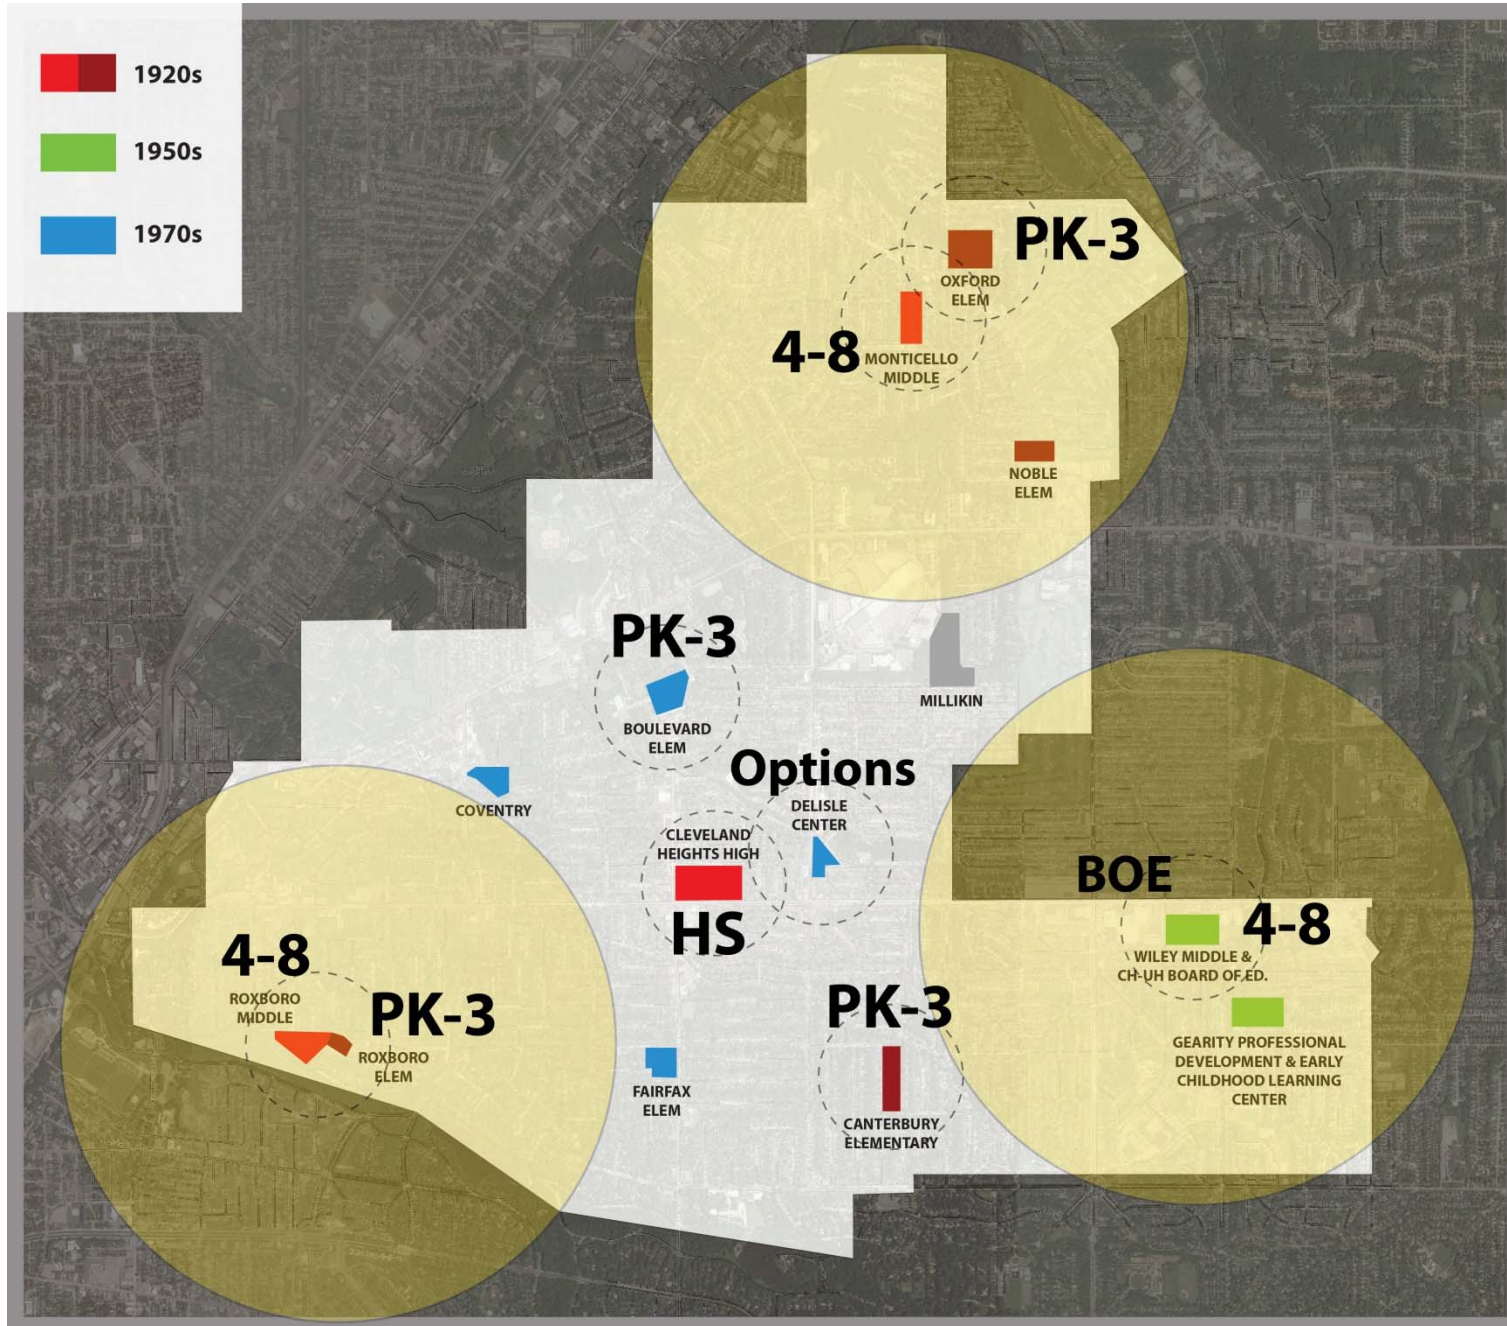 1920s
1950s
1970s
PK-3
OXFORD
ELEM
4-8
MONTICELLO
MIDDLE
NOBLE
ELEM
PK-3
BOULEVARD
ELEM
MILLIKIN
Options
DELISLE
CENTER
COVENTRY
CLEVELAND
HEIGHTS HIGH
HS
BOE
4-8
WILEY MIDDLE &
CH-UH BOARD OF ED.
4-8
ROXBORO
MIDDLE
PK-3
ROXBORO
ELEM
PK-3
CANTERBURY
ELEMENTARY
FAIRFAX
ELEM
GEARITY PROFESSIONAL
DEVELOPMENT & EARLY
CHILDHOOD LEARNING
CENTER